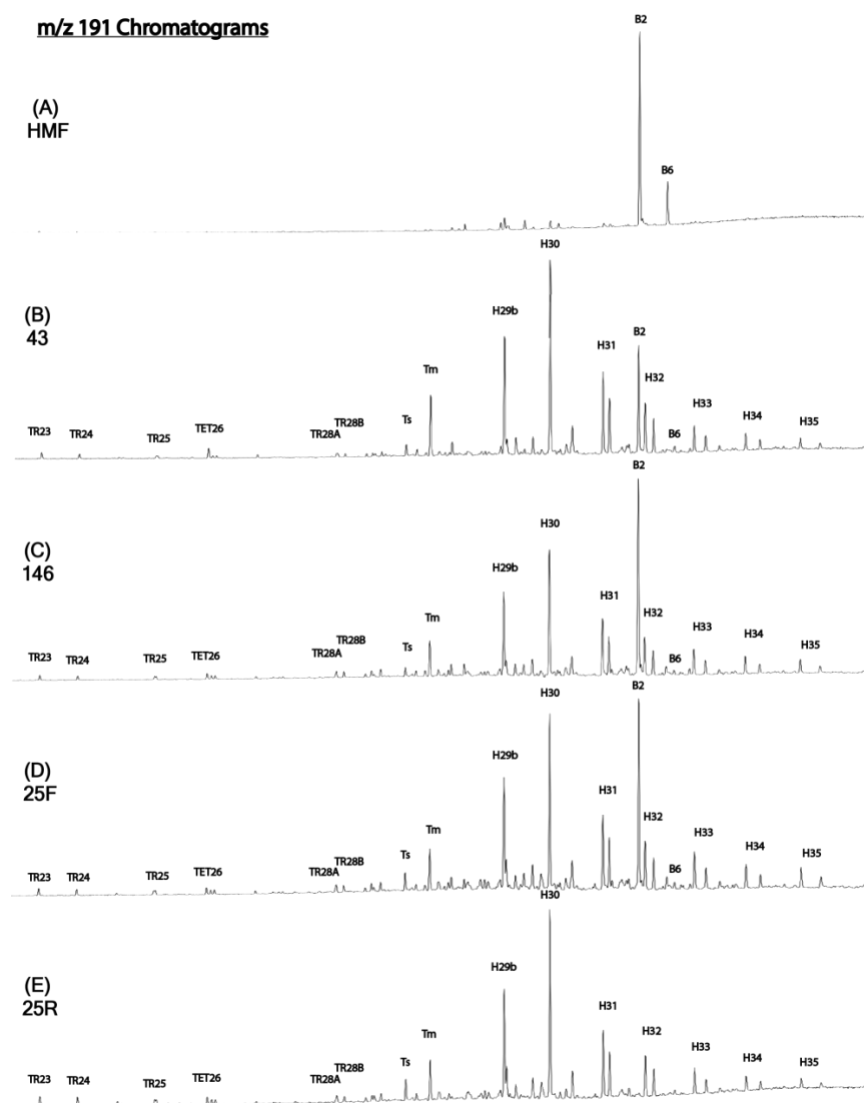 m/z 191 Chromatograms
B2
(A)
HMF
B6
H30
(B)
43
H29b
B2
H31
Tm
H32
TR23 TR24 TR25 TET26 TR28A TR28B Ts H33 B6 H34 H35
B2
(C)
146
H30
H29b
H31
Tm
H32
TR23 TR24 TR25 TET26 TR28A TR28B Ts H33 B6 H34 H35
H30
B2
(D)
25F
H29b
H31
Tm
H32
TR23 TR24 TR25 TET26 TR28A TR28B Ts H33 B6 H34 H35
H30
(E)
25R
H29b
H31
Tm
H32
TR23 TR24 TR25 TET26 TR28A TR28B Ts H33 H34 H35